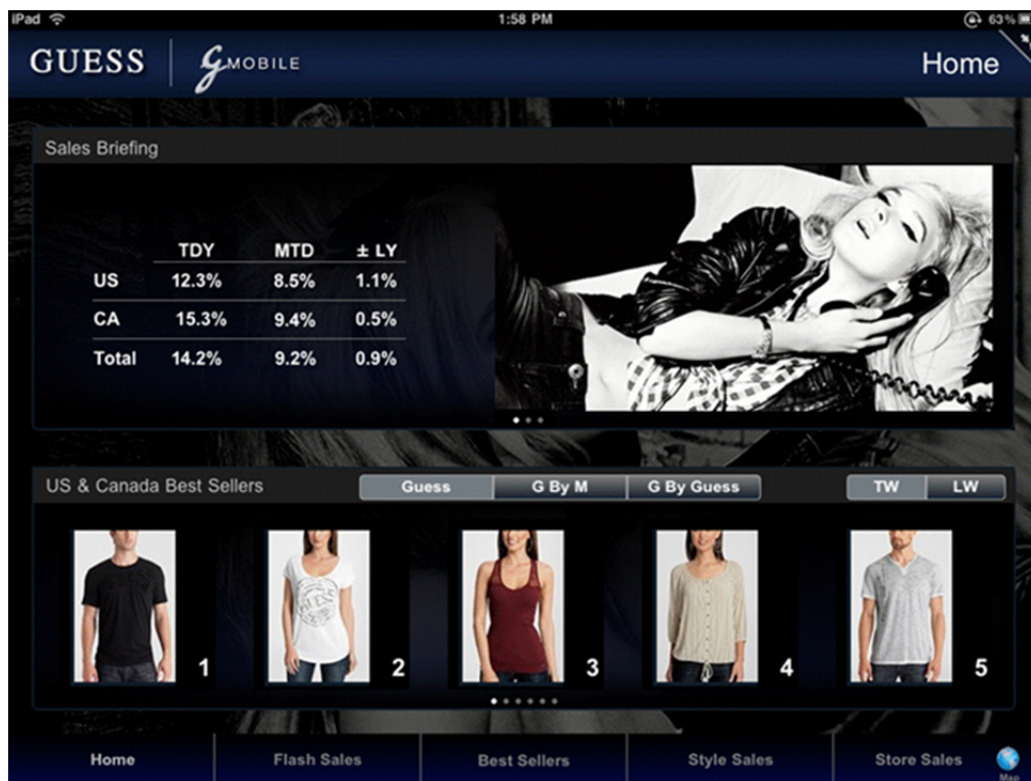 iPad 1:58 PM 63%
GUESS G MOBILE Home
Sales Briefing
TDY MTD ± LY
US 12.3% 8.5% 1.1%
CA 15.3% 9.4% 0.5%
Total 14.2% 9.2% 0.9%
US & Canada Best Sellers Guess G By M G By Guess TW LW
GUESS
1 2 3 4 5
Home Flash Sales Best Sellers Style Sales Store Sales Map